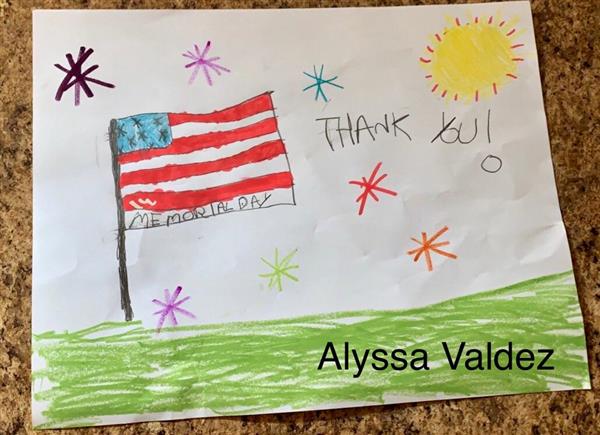 THANK YOU!
MEMORIAL DAY
Alyssa Valdez